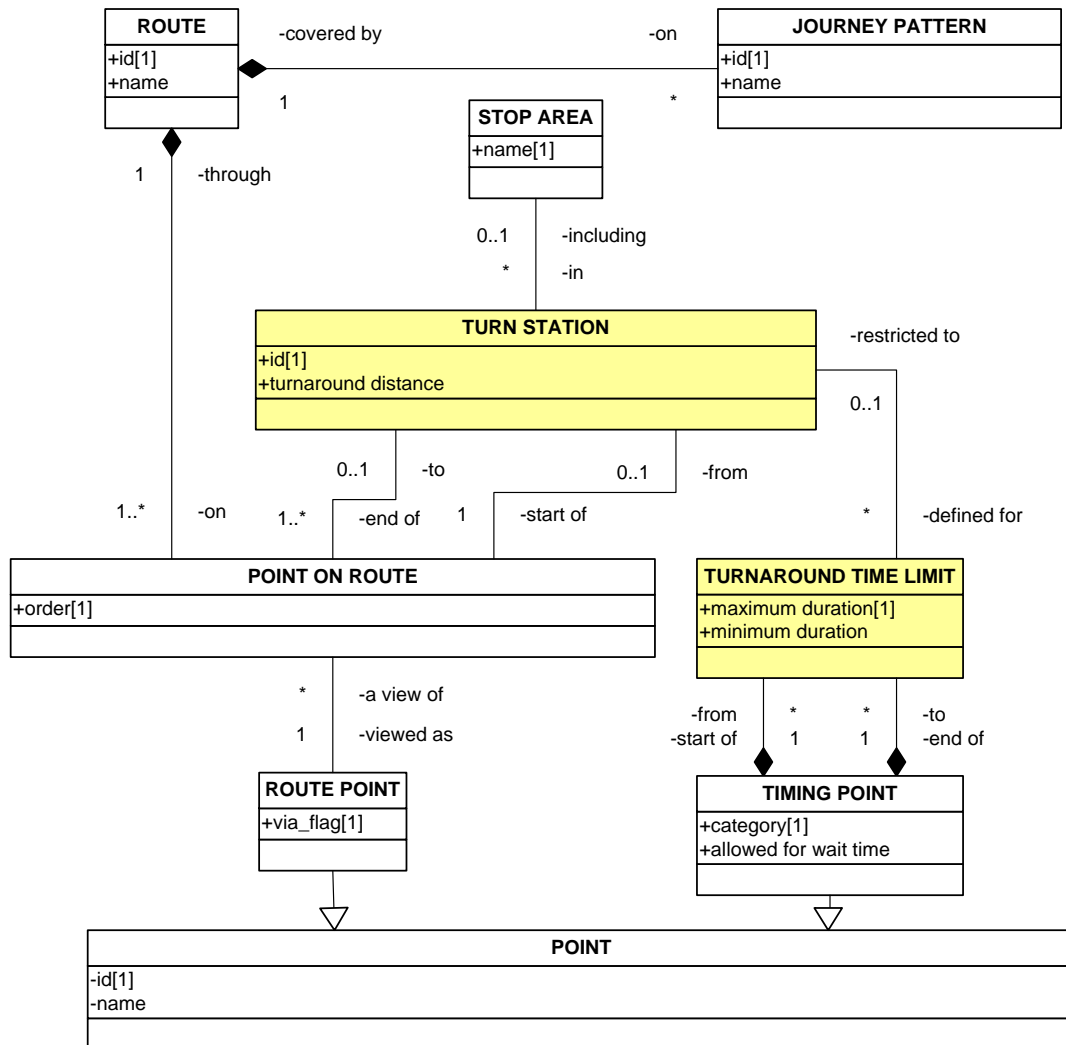 ROUTE
+id[1]
+name
-covered by
-on
1
*
JOURNEY PATTERN
+id[1]
+name
STOP AREA
+name[1]
1
-through
0..1
-including
*
-in
TURN STATION
+id[1]
+turnaround distance
-restricted to
0..1
0..1
-to
0..1
-from
1..*
-on
1..*
-end of
1
-start of
*
-defined for
POINT ON ROUTE
+order[1]
TURNAROUND TIME LIMIT
+maximum duration[1]
+minimum duration
*
-a view of
1
-viewed as
-from
*
*
-to
-start of
1
1
-end of
ROUTE POINT
+via_flag[1]
TIMING POINT
+category[1]
+allowed for wait time
POINT
-id[1]
-name